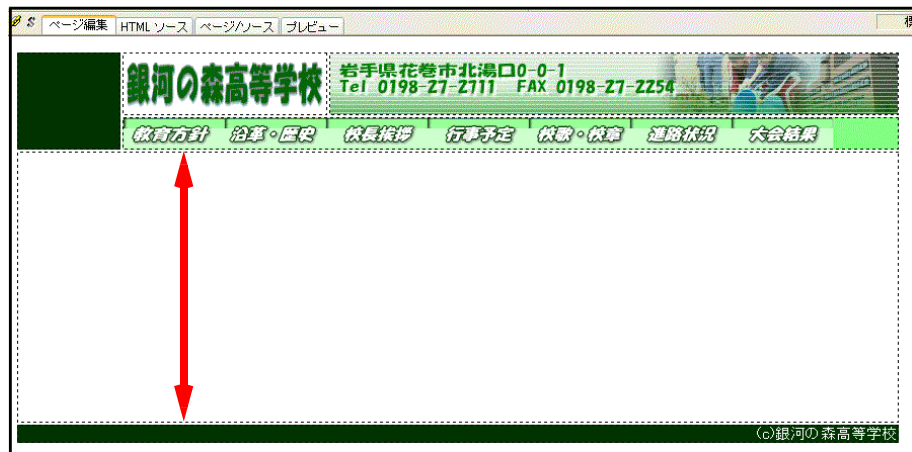 ページ編集 HTML ソース ページ/ソース プレビュー
銀河の森高等学校
岩手県花巻市北湯口0-0-1
Tel 0198-27-2711 FAX 0198-27-2254
教育方針 沿革・歴史 校長挨拶 行事予定 校歌・校章 進路状況 大会結果
(c)銀河の森高等学校